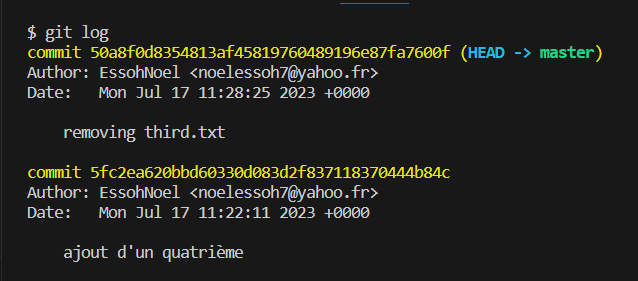 $ git log
commit 50a8f0d8354813af45819760489196e87fa7600f (HEAD -> master)
Author: EssohNoel <noelessoh7@yahoo.fr>
Date:   Mon Jul 17 11:28:25 2023 +0000
removing third.txt
commit 5fc2ea620bbd60330d083d2f837118370444b84c
Author: EssohNoel <noelessoh7@yahoo.fr>
Date:   Mon Jul 17 11:22:11 2023 +0000
ajout d'un quatrième